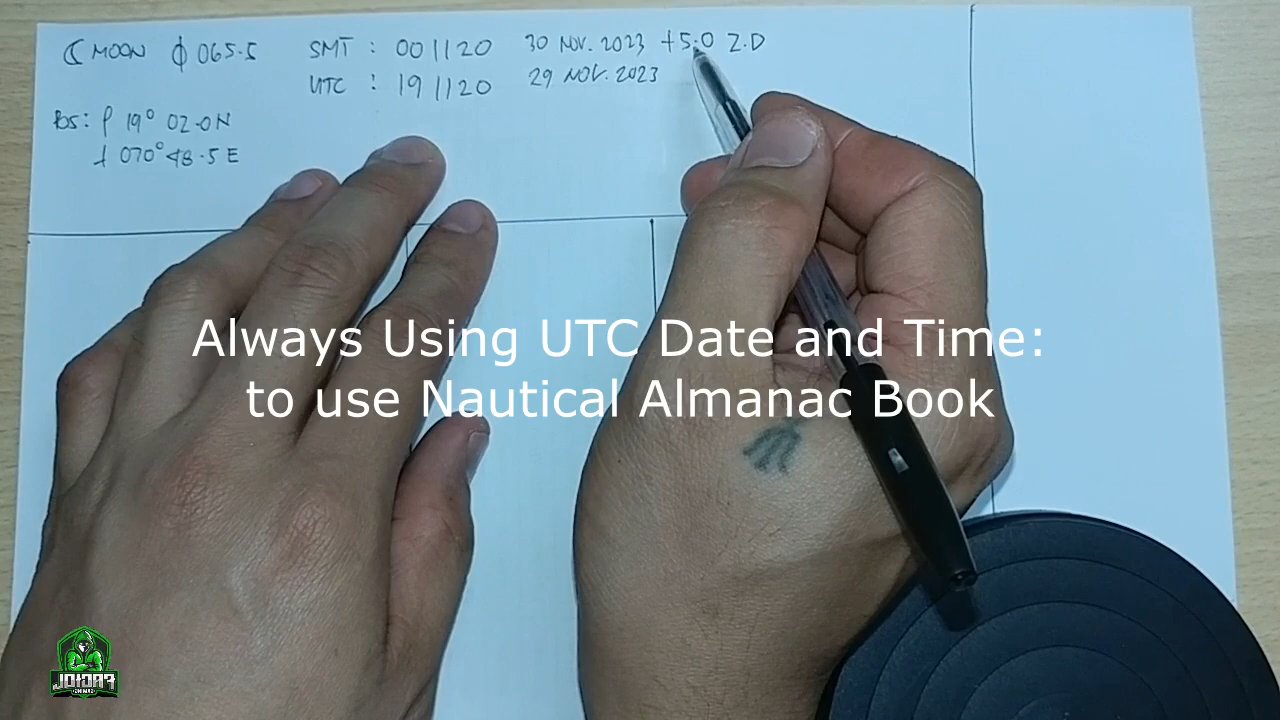 ☾ MOON ϕ 065.5 SMT : 001120 30 NOV. 2023 +5.0 Z.D
UTC : 191120 29 NOV. 2023
Pos: φ 19° 02.0N
λ 070° 48.5 E
Always Using UTC Date and Time:
to use Nautical Almanac Book